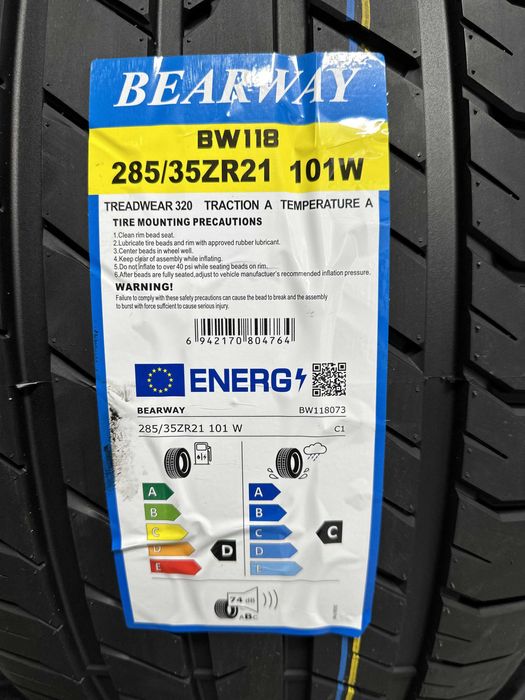 BEARWAY
BW118
285/35ZR21 101W
TREADWEAR 320 TRACTION A TEMPERATURE A
TIRE MOUNTING PRECAUTIONS
1.Clean rim bead seat.
2.Lubricate tire beads and rim with approved rubber lubricant.
3.Center beads in wheel well.
4.Keep clear of assembly while inflating.
5.Do not inflate to over 40 psi while seating beads on rim.
6.After beads are fully seated,adjust to vehicle manufactuer's recommended inflation pressure.
WARNING!
Failure to comply with these safety precautions can cause the bead to break and the assembly
to burst with force sufficient to cause serious injury.
6 942170 804764
ENERG
BEARWAY BW118073
285/35ZR21 101 W C1
A A
B B
C C C
D D D
E E
74 dB
ABC